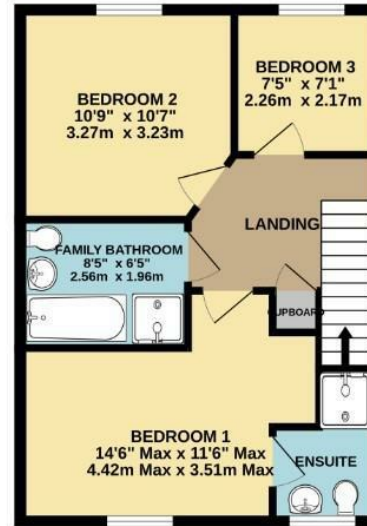 BEDROOM 2
10'9" x 10'7"
3.27m x 3.23m
BEDROOM 3
7'5" x 7'1"
2.26m x 2.17m
LANDING
FAMILY BATHROOM
8'5" x 6'5"
2.56m x 1.96m
CUPBOARD
BEDROOM 1
14'6" Max x 11'6" Max
4.42m Max x 3.51m Max
ENSUITE